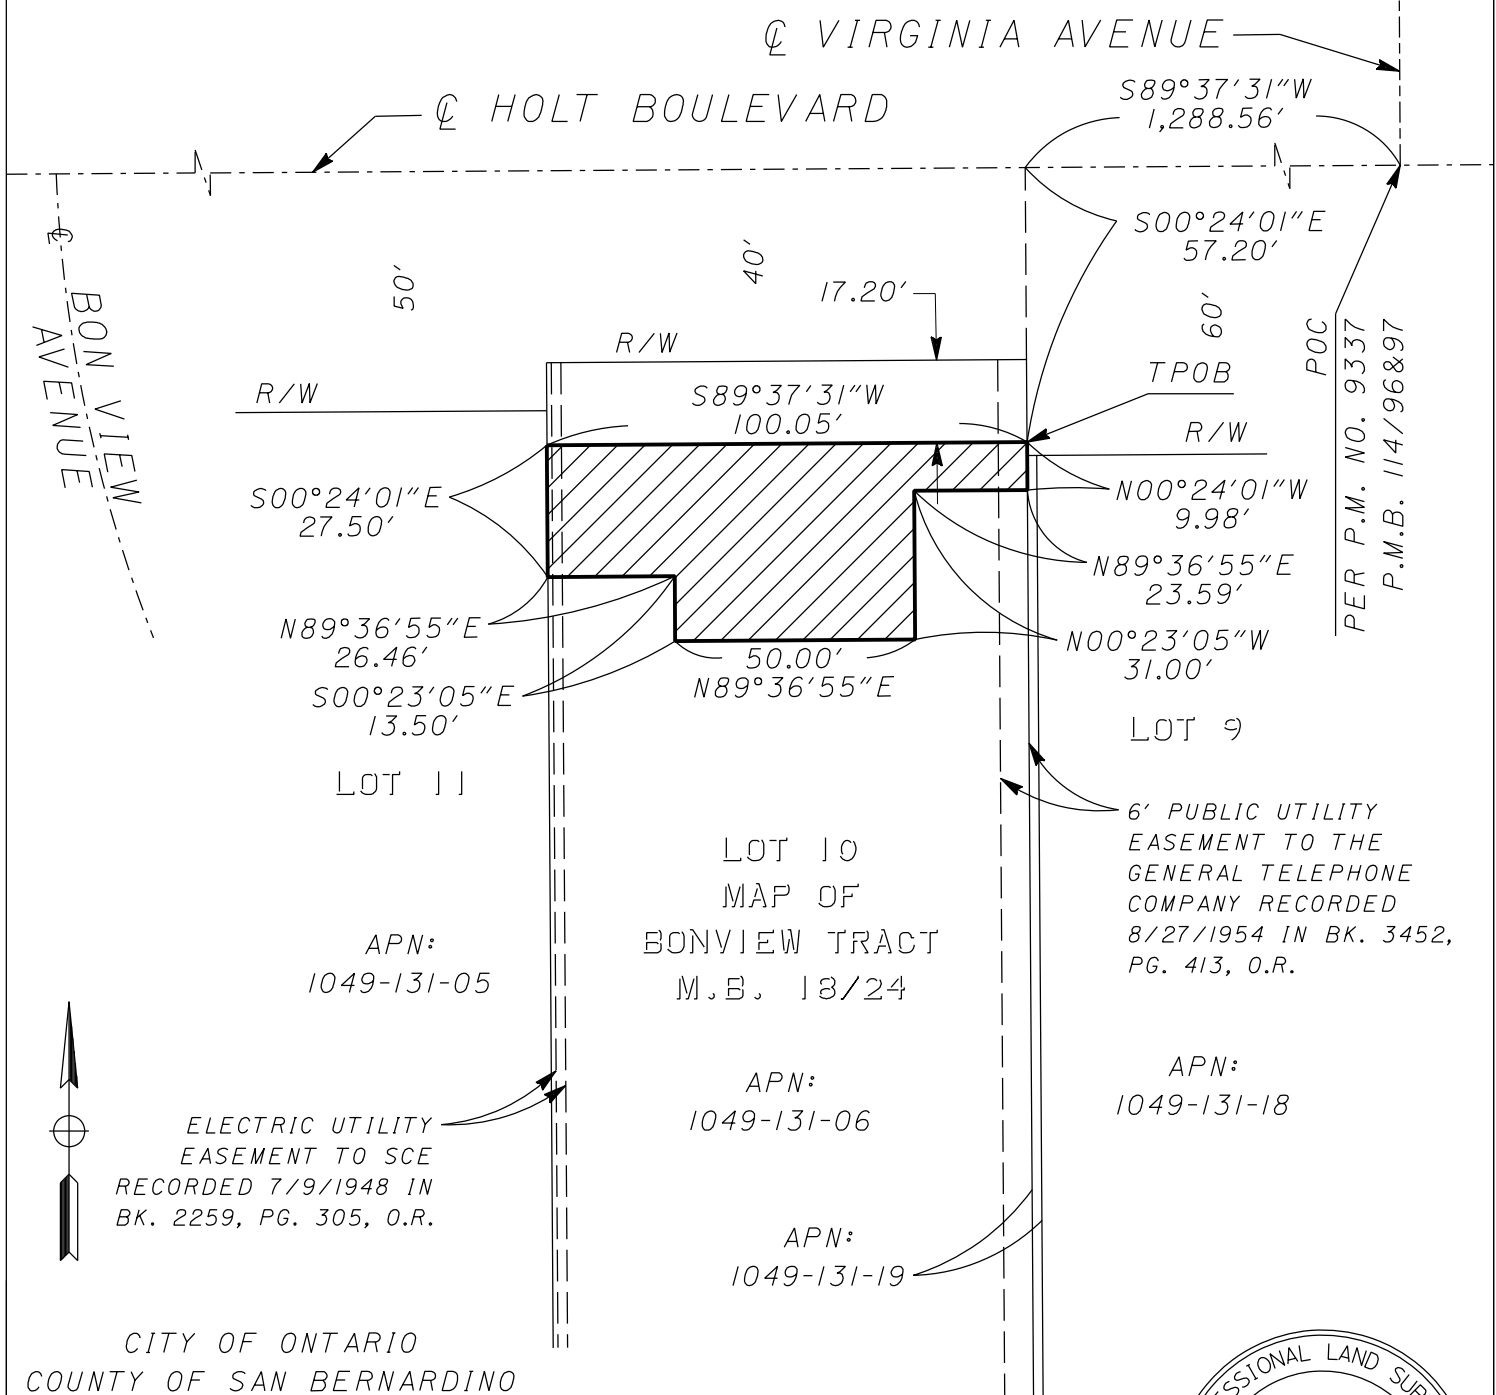 ℄ VIRGINIA AVENUE
S89°37'31"W
1,288.56'
℄ HOLT BOULEVARD
S00°24'01"E
57.20'
℄
BON VIEW
AVENUE
50'
40'
17.20'
60'
R/W
R/W
TPOB
R/W
POC
PER P.M. NO. 9337
P.M.B. 114/96&97
S89°37'31"W
100.05'
S00°24'01"E
27.50'
N00°24'01"W
9.98'
N89°36'55"E
23.59'
N89°36'55"E
26.46'
N00°23'05"W
31.00'
50.00'
N89°36'55"E
S00°23'05"E
13.50'
LOT 9
LOT 11
6' PUBLIC UTILITY
EASEMENT TO THE
GENERAL TELEPHONE
COMPANY RECORDED
8/27/1954 IN BK. 3452,
PG. 413, O.R.
LOT 10
MAP OF
BONVIEW TRACT
M.B. 18/24
APN:
1049-131-05
APN:
1049-131-06
APN:
1049-131-18
ELECTRIC UTILITY
EASEMENT TO SCE
RECORDED 7/9/1948 IN
BK. 2259, PG. 305, O.R.
APN:
1049-131-19
CITY OF ONTARIO
COUNTY OF SAN BERNARDINO
LAND